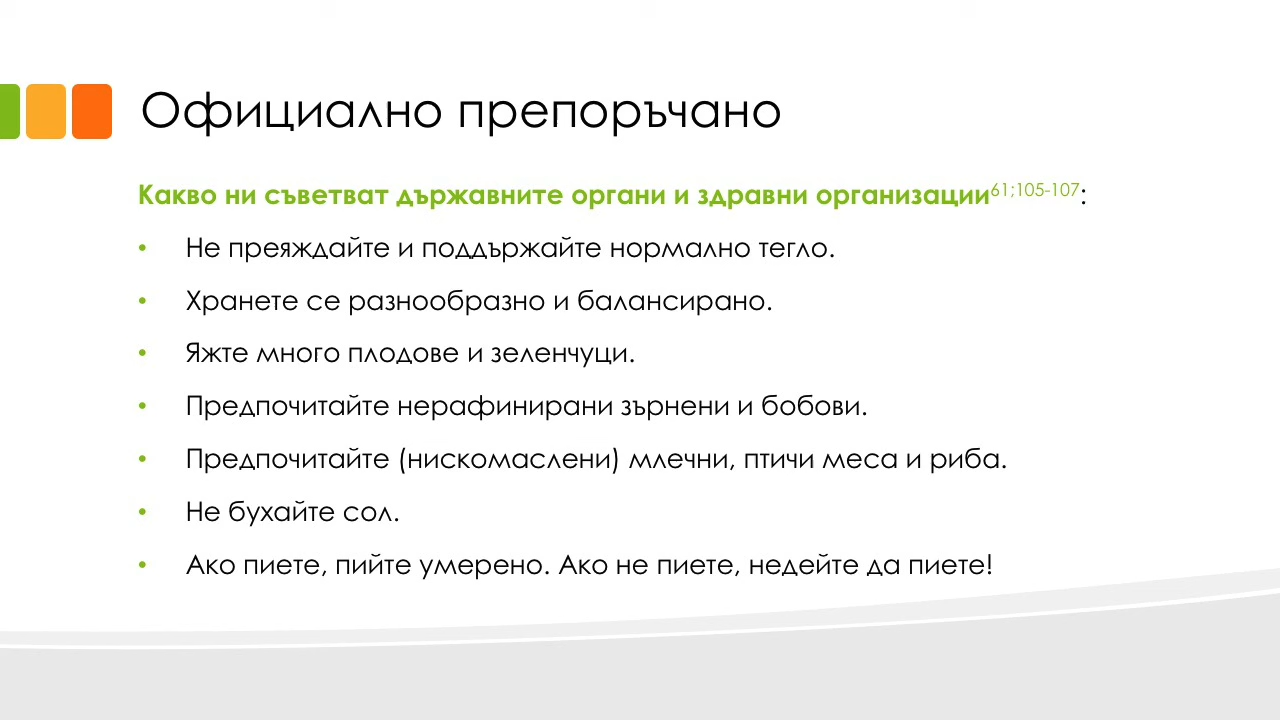 Официално препоръчано
Какво ни съветват държавните органи и здравни организации61;105-107:
• Не преяждайте и поддържайте нормално тегло.
• Хранете се разнообразно и балансирано.
• Яжте много плодове и зеленчуци.
• Предпочитайте нерафинирани зърнени и бобови.
• Предпочитайте (нискомаслени) млечни, птичи меса и риба.
• Не бухайте сол.
• Ако пиете, пийте умерено. Ако не пиете, недейте да пиете!